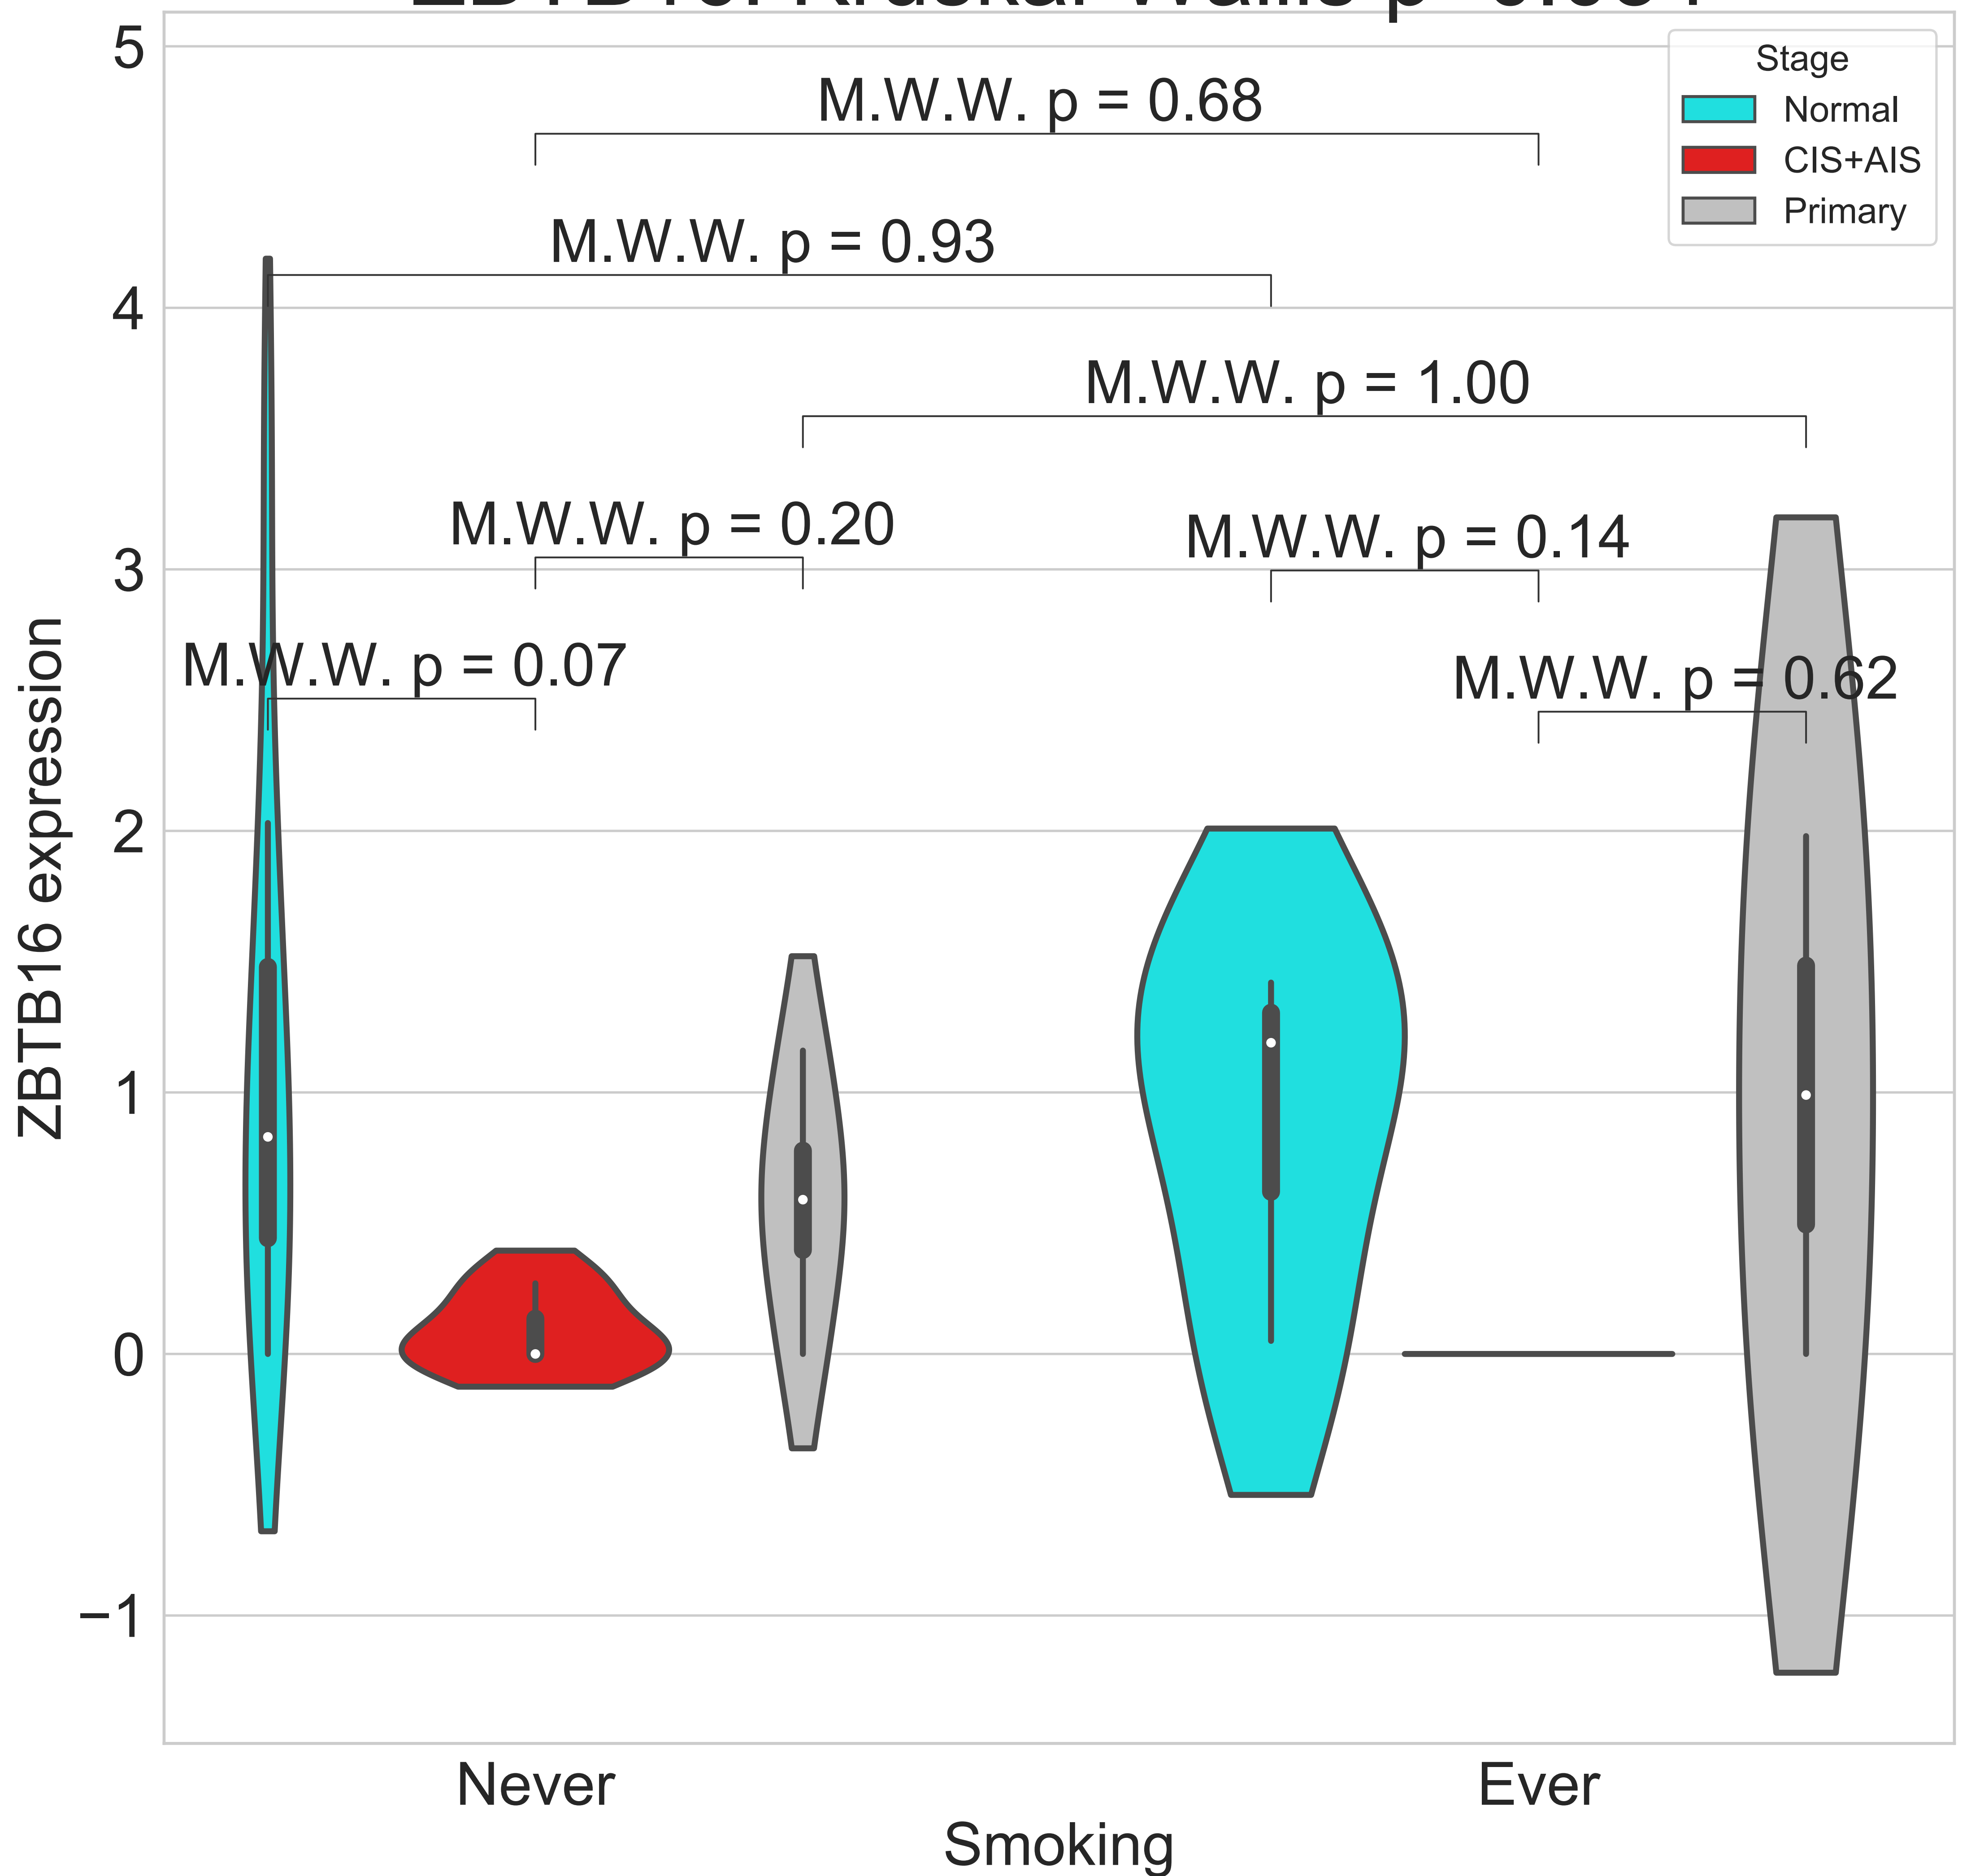 5
Stage
Normal
CIS+AIS
Primary
M.W.W. p = 0.68
M.W.W. p = 0.93
4
M.W.W. p = 1.00
M.W.W. p = 0.20
M.W.W. p = 0.14
3
M.W.W. p = 0.07
M.W.W. p = 0.62
2
ZBTB16 expression
1
0
−1
Never
Ever
Smoking